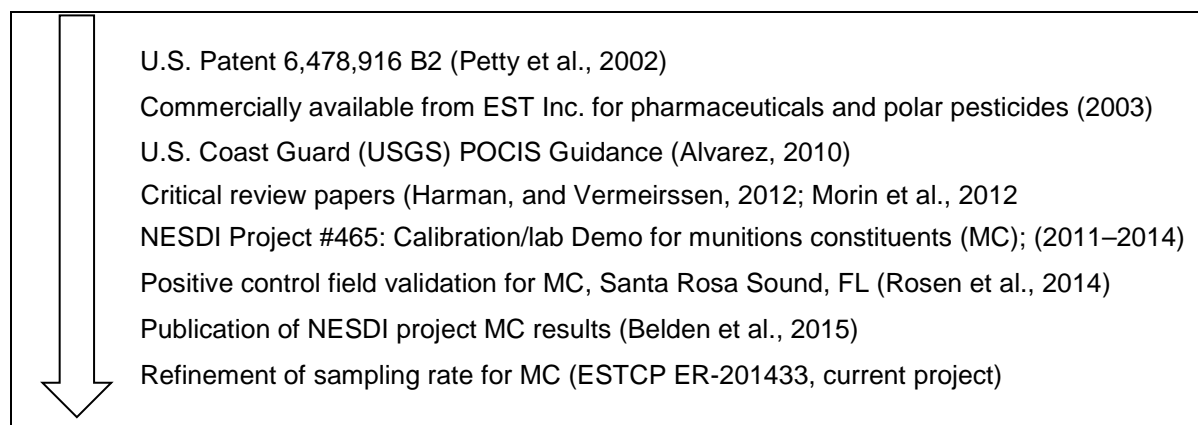 U.S. Patent 6,478,916 B2 (Petty et al., 2002)
Commercially available from EST Inc. for pharmaceuticals and polar pesticides (2003)
U.S. Coast Guard (USGS) POCIS Guidance (Alvarez, 2010)
Critical review papers (Harman, and Vermeirssen, 2012; Morin et al., 2012
NESDI Project #465: Calibration/lab Demo for munitions constituents (MC); (2011–2014)
Positive control field validation for MC, Santa Rosa Sound, FL (Rosen et al., 2014)
Publication of NESDI project MC results (Belden et al., 2015)
Refinement of sampling rate for MC (ESTCP ER-201433, current project)